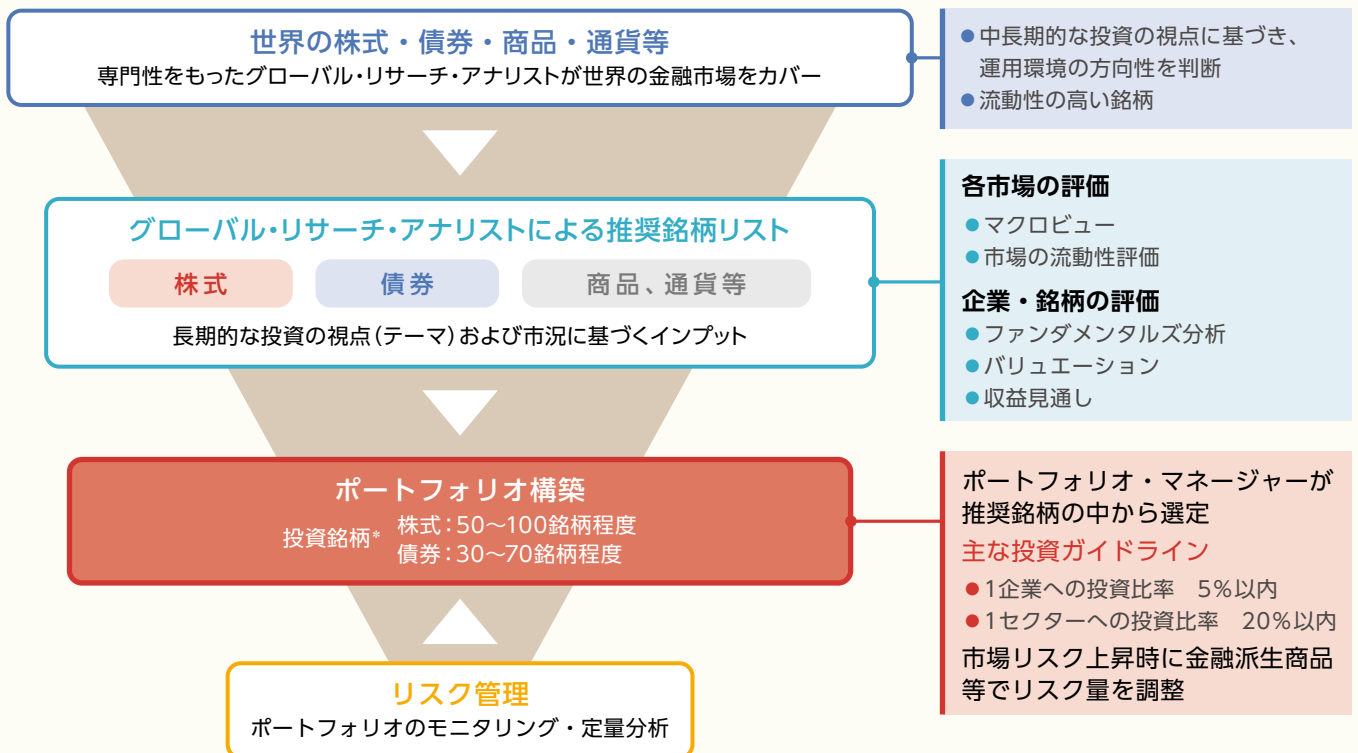 世界の株式・債券・商品・通貨等
専門性をもったグローバル・リサーチ・アナリストが世界の金融市場をカバー
●中長期的な投資の視点に基づき、
運用環境の方向性を判断
●流動性の高い銘柄
グローバル・リサーチ・アナリストによる推奨銘柄リスト
株式
債券
商品、通貨等
長期的な投資の視点(テーマ)および市況に基づくインプット
各市場の評価
●マクロビュー
●市場の流動性評価
企業・銘柄の評価
●ファンダメンタルズ分析
●バリュエーション
●収益見通し
ポートフォリオ構築
投資銘柄*
株式:50〜100銘柄程度
債券:30〜70銘柄程度
ポートフォリオ・マネージャーが
推奨銘柄の中から選定
主な投資ガイドライン
●1企業への投資比率 5%以内
●1セクターへの投資比率 20%以内
市場リスク上昇時に金融派生商品
等でリスク量を調整
リスク管理
ポートフォリオのモニタリング・定量分析